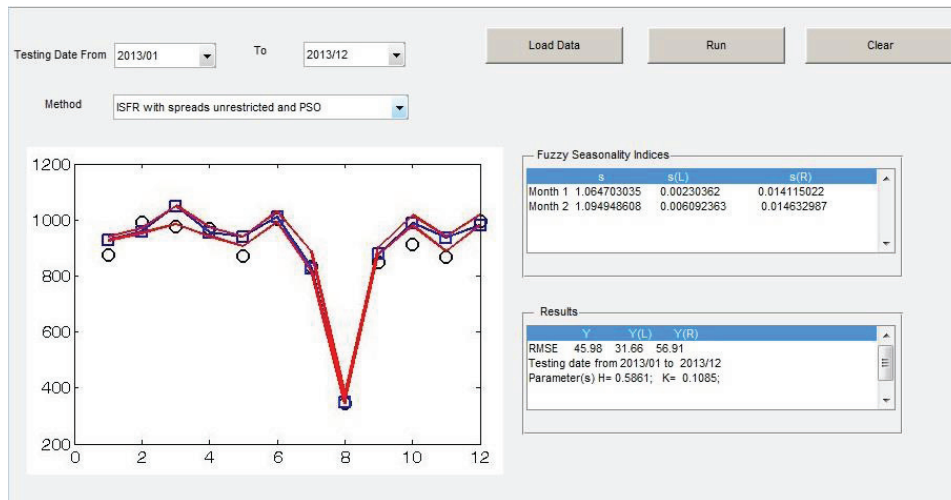 Testing Date From 2013/01 To 2013/12 Load Data Run Clear
Method ISFR with spreads unrestricted and PSO
1200
1000
800
600
400
200
0 2 4 6 8 10 12
Fuzzy Seasonality Indices
s s(L) s(R)
Month 1 1.064703035 0.00230362 0.014115022
Month 2 1.094948608 0.006092363 0.014632987
Results
Y Y(L) Y(R)
RMSE 45.98 31.66 56.91
Testing date from 2013/01 to 2013/12
Parameter(s) H= 0.5861; K= 0.1085;